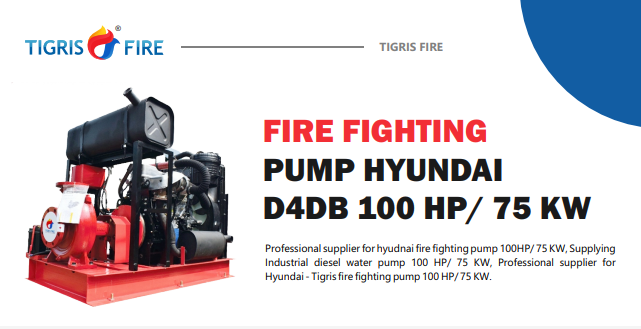 TIGRIS FIRE ®
TIGRIS FIRE
FIRE FIGHTING
PUMP HYUNDAI
D4DB 100 HP/ 75 KW
Professional supplier for hyudnai fire fighting pump 100HP/ 75 KW, Supplying
Industrial diesel water pump 100 HP/ 75 KW, Professional supplier for
Hyundai - Tigris fire fighting pump 100 HP/ 75 KW.